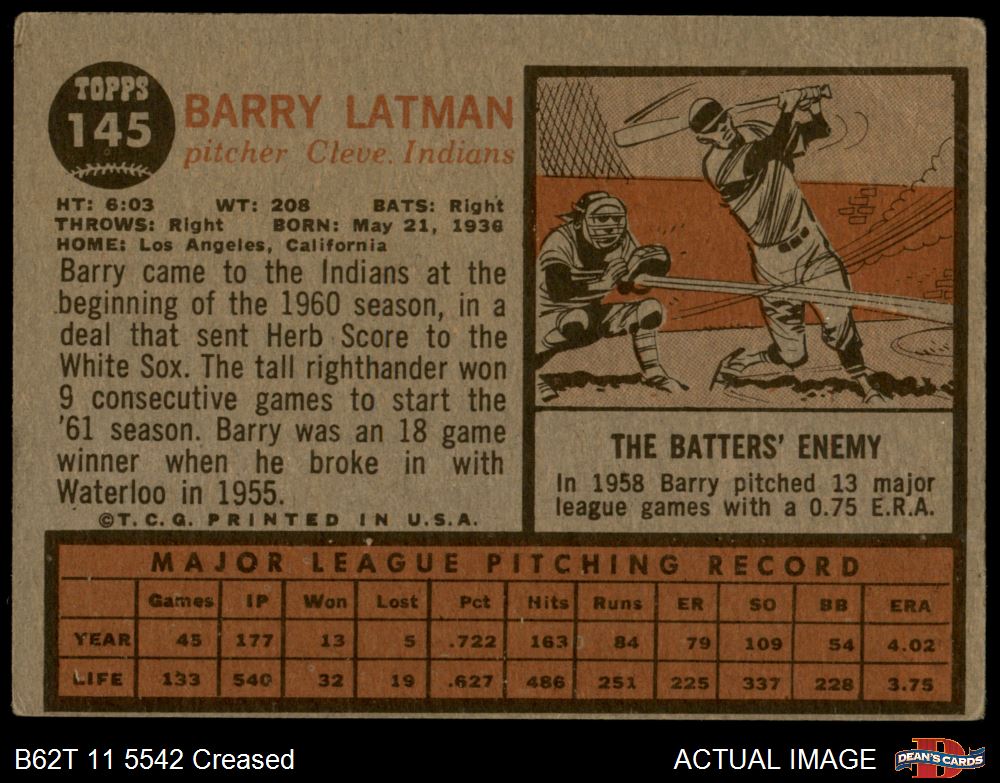 TOPPS
145
BARRY LATMAN
pitcher Cleve. Indians
HT: 6:03 WT: 208 BATS: Right
THROWS: Right BORN: May 21, 1936
HOME: Los Angeles, California
Barry came to the Indians at the
beginning of the 1960 season, in a
deal that sent Herb Score to the
White Sox. The tall righthander won
9 consecutive games to start the
'61 season. Barry was an 18 game
winner when he broke in with
Waterloo in 1955.
©T.C.G. PRINTED IN U.S.A.
THE BATTERS' ENEMY
In 1958 Barry pitched 13 major
league games with a 0.75 E.R.A.
MAJOR LEAGUE PITCHING RECORD
Games IP Won Lost Pct Hits Runs ER SO BB ERA
YEAR 45 177 13 5 .722 163 84 79 109 54 4.02
LIFE 133 540 32 19 .627 486 251 225 337 228 3.75
B62T 11 5542 Creased
ACTUAL IMAGE
D
DEAN'S CARDS